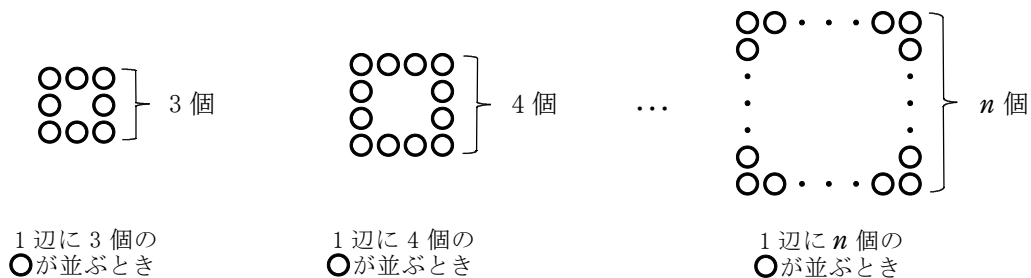 3 個
4 個
…
n 個
1 辺に 3 個の
○が並ぶとき
1 辺に 4 個の
○が並ぶとき
1 辺に n 個の
○が並ぶとき